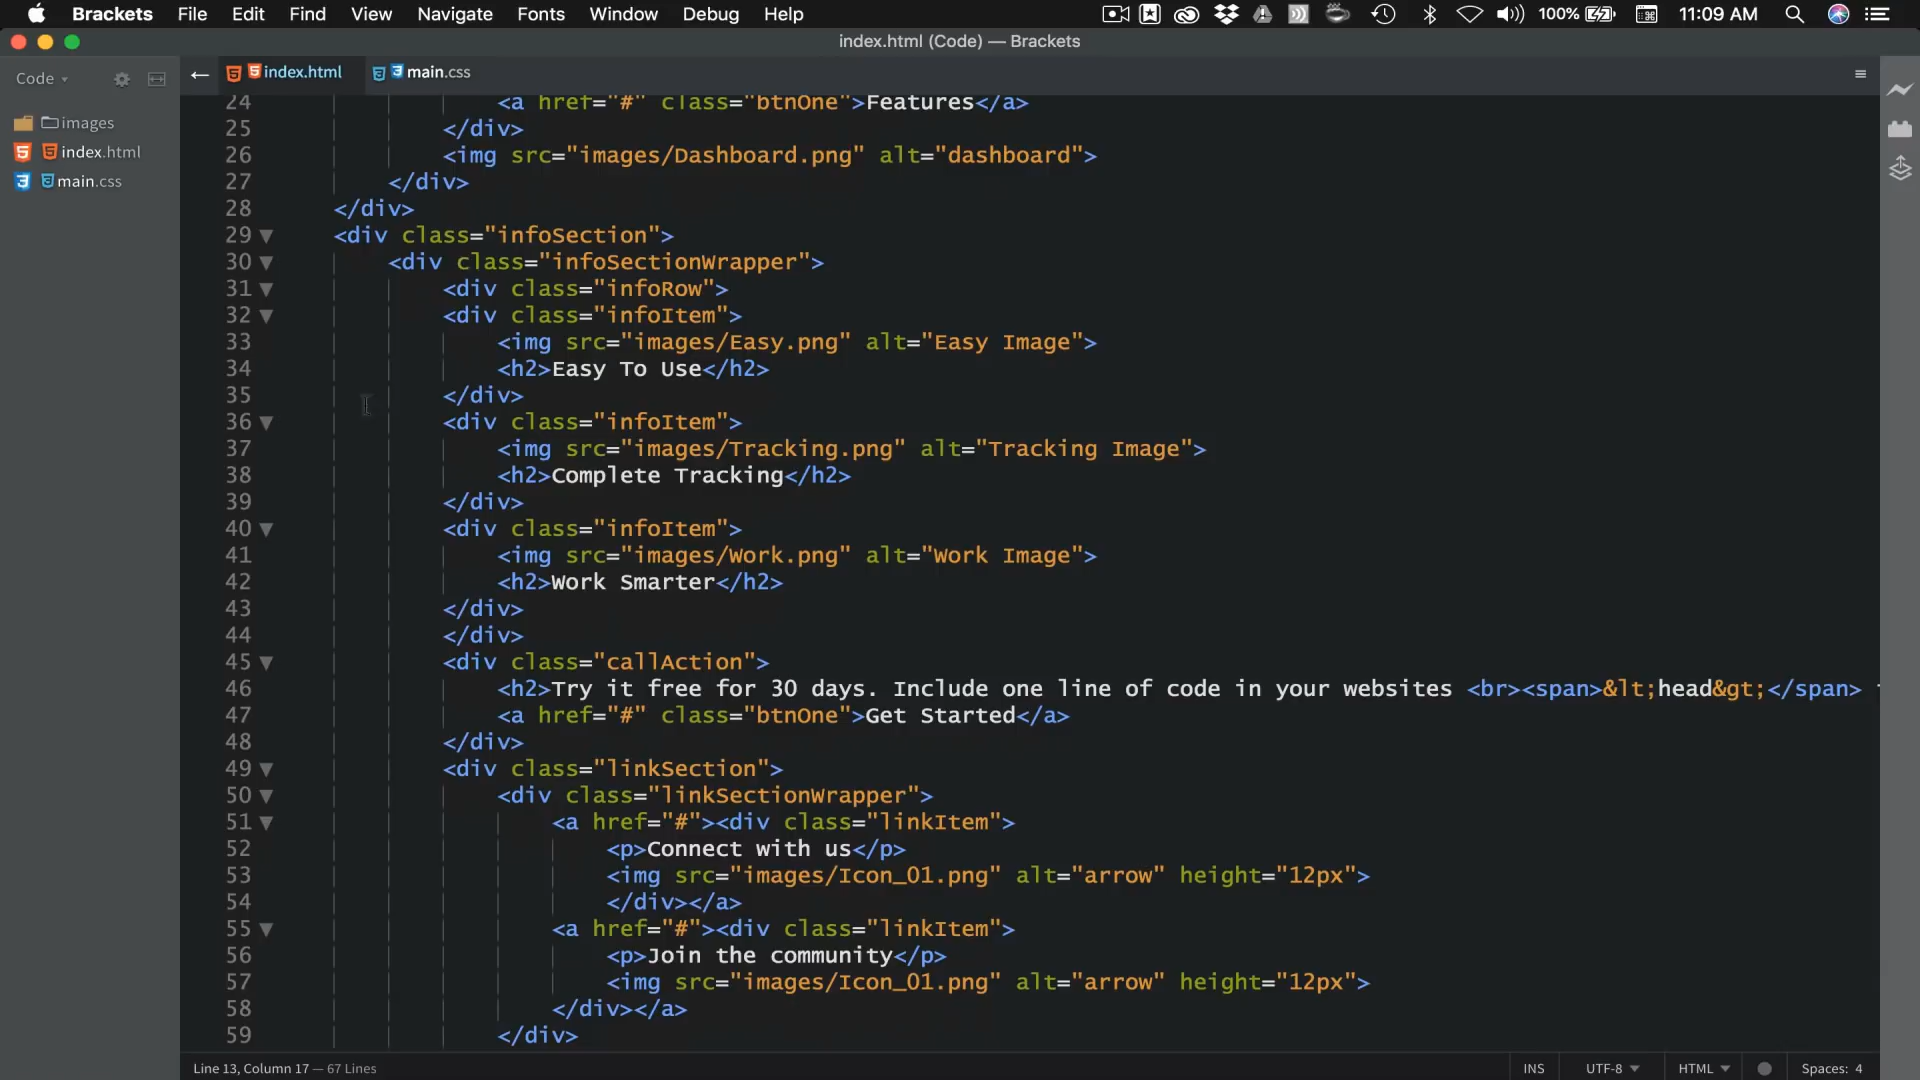 Brackets File Edit Find View Navigate Fonts Window Debug Help 100% 11:09 AM
index.html (Code) — Brackets
Code
images
index.html
main.css
index.html main.css
24 <a href="#" class="btnOne">Features</a>
25 </div>
26 <img src="images/Dashboard.png" alt="dashboard">
27 </div>
28 </div>
29 <div class="infoSection">
30 <div class="infoSectionWrapper">
31 <div class="infoRow">
32 <div class="infoItem">
33 <img src="images/Easy.png" alt="Easy Image">
34 <h2>Easy To Use</h2>
35 </div>
36 <div class="infoItem">
37 <img src="images/Tracking.png" alt="Tracking Image">
38 <h2>Complete Tracking</h2>
39 </div>
40 <div class="infoItem">
41 <img src="images/Work.png" alt="Work Image">
42 <h2>Work Smarter</h2>
43 </div>
44 </div>
45 <div class="callAction">
46 <h2>Try it free for 30 days. Include one line of code in your websites <br><span>&lt;head&gt;</span>
47 <a href="#" class="btnOne">Get Started</a>
48 </div>
49 <div class="linkSection">
50 <div class="linkSectionWrapper">
51 <a href="#"><div class="linkItem">
52 <p>Connect with us</p>
53 <img src="images/Icon_01.png" alt="arrow" height="12px">
54 </div></a>
55 <a href="#"><div class="linkItem">
56 <p>Join the community</p>
57 <img src="images/Icon_01.png" alt="arrow" height="12px">
58 </div></a>
59 </div>
Line 13, Column 17 — 67 Lines INS UTF-8 HTML Spaces: 4